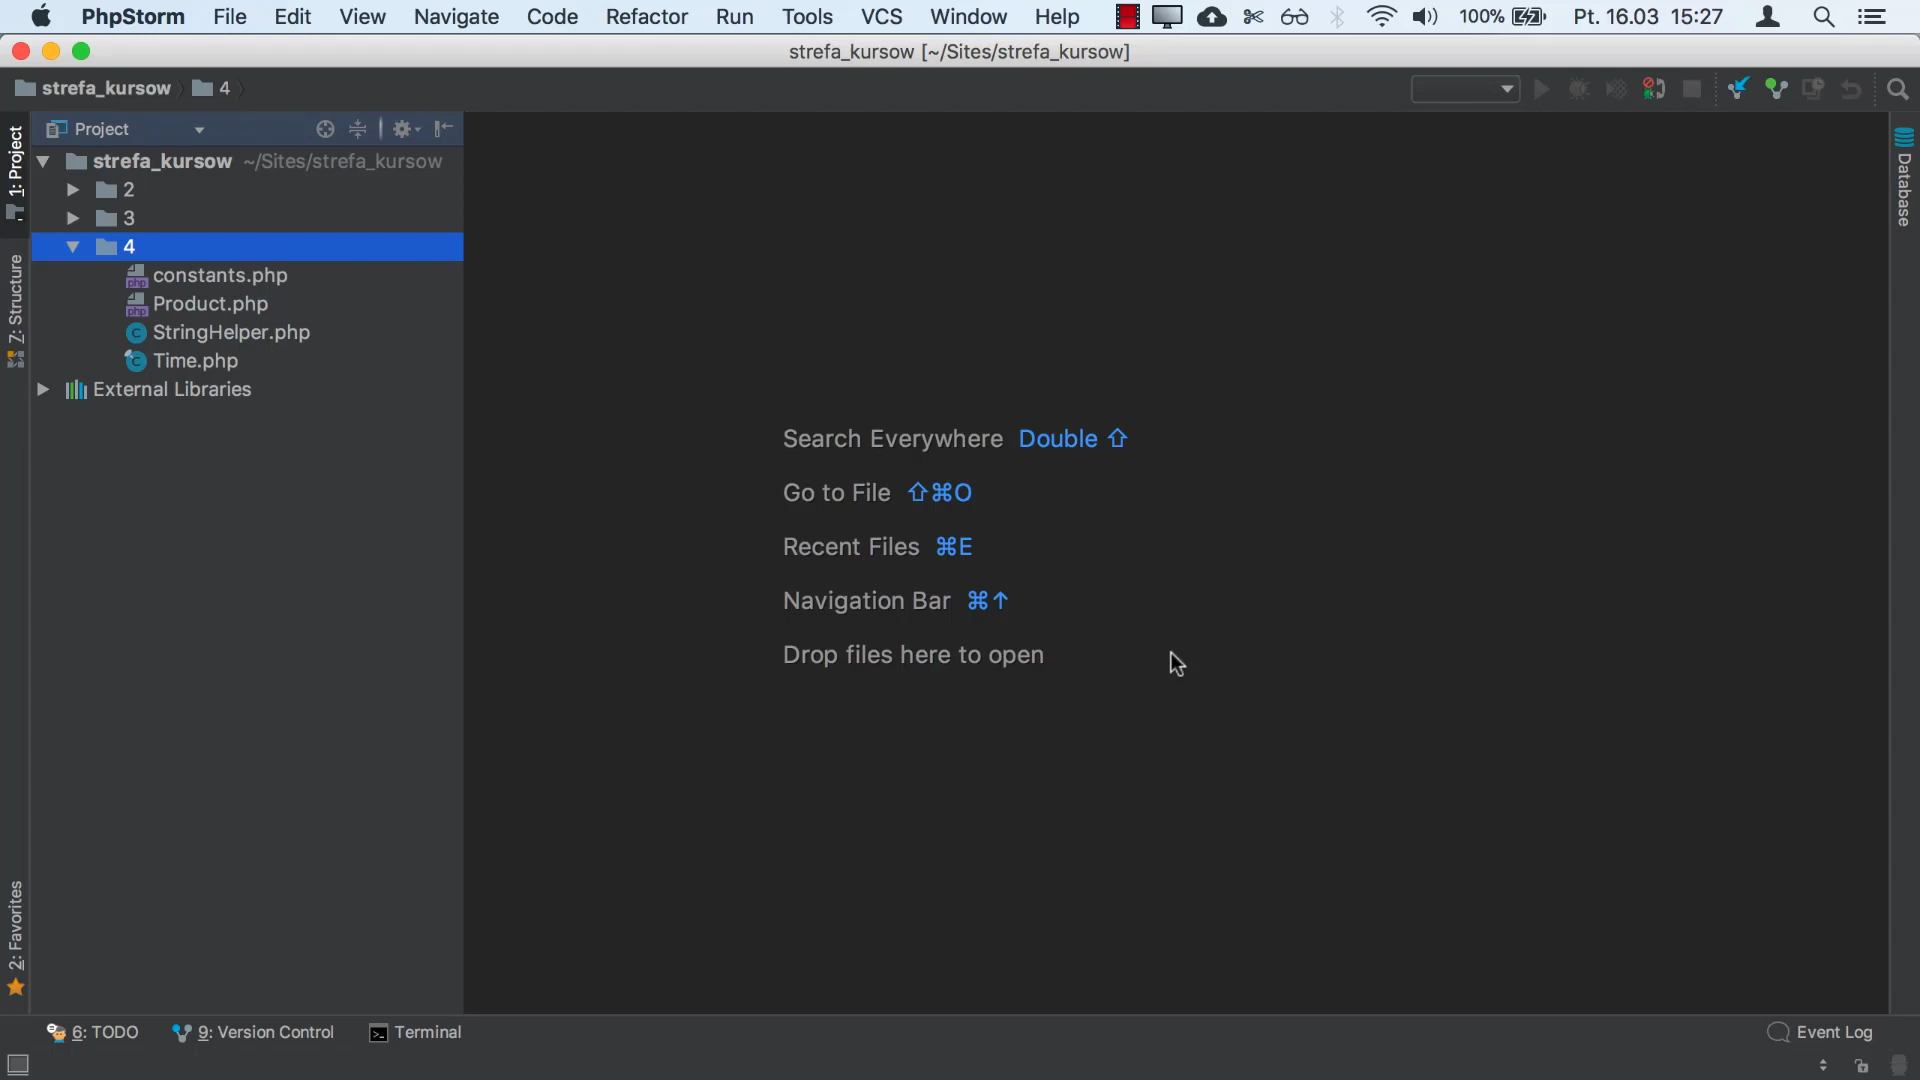 PhpStorm File Edit View Navigate Code Refactor Run Tools VCS Window Help 100% Pt. 16.03 15:27
strefa_kursow [~/Sites/strefa_kursow]
strefa_kursow 4
Project
strefa_kursow ~/Sites/strefa_kursow
2
3
4
constants.php
Product.php
StringHelper.php
Time.php
External Libraries
1: Project
Z: Structure
2: Favorites
Search Everywhere Double ⇧
Go to File ⇧⌘O
Recent Files ⌘E
Navigation Bar ⌘↑
Drop files here to open
Database
6: TODO 9: Version Control Terminal Event Log